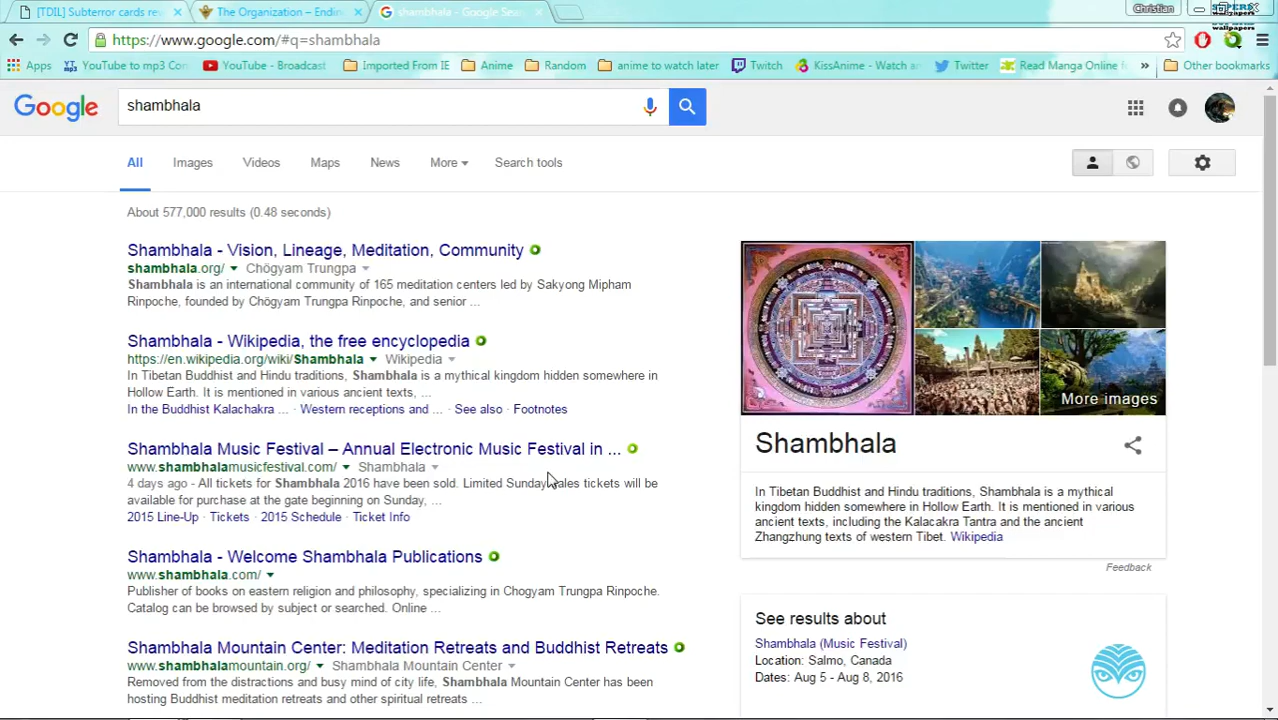 [TDIL] Subterror cards re
The Organization – Endin
shambhala - Google Sea
Christian
https://www.google.com/#q=shambhala
wallpapers
Apps
YouTube to mp3 Con
YouTube - Broadcast
Imported From IE
Anime
Random
anime to watch later
Twitch
KissAnime - Watch a
Twitter
Read Manga Online f
»
Other bookmarks
Google
shambhala
All
Images
Videos
Maps
News
More
Search tools
About 577,000 results (0.48 seconds)
Shambhala - Vision, Lineage, Meditation, Community
shambhala.org/ Chögyam Trungpa
Shambhala is an international community of 165 meditation centers led by Sakyong Mipham
Rinpoche, founded by Chögyam Trungpa Rinpoche, and senior ...
Shambhala - Wikipedia, the free encyclopedia
https://en.wikipedia.org/wiki/Shambhala Wikipedia
In Tibetan Buddhist and Hindu traditions, Shambhala is a mythical kingdom hidden somewhere in
Hollow Earth. It is mentioned in various ancient texts, ...
In the Buddhist Kalachakra ... · Western receptions and ... · See also · Footnotes
Shambhala Music Festival – Annual Electronic Music Festival in ...
www.shambhalamusicfestival.com/ Shambhala
4 days ago - All tickets for Shambhala 2016 have been sold. Limited Sunday sales tickets will be
available for purchase at the gate beginning on Sunday, ...
2015 Line-Up · Tickets · 2015 Schedule · Ticket Info
Shambhala - Welcome Shambhala Publications
www.shambhala.com/
Publisher of books on eastern religion and philosophy, specializing in Chogyam Trungpa Rinpoche.
Catalog can be browsed by subject or searched. Online ...
Shambhala Mountain Center: Meditation Retreats and Buddhist Retreats
www.shambhalamountain.org/ Shambhala Mountain Center
Removed from the distractions and busy mind of city life, Shambhala Mountain Center has been
hosting Buddhist meditation retreats and other spiritual retreats ...
More images
Shambhala
In Tibetan Buddhist and Hindu traditions, Shambhala is a mythical
kingdom hidden somewhere in Hollow Earth. It is mentioned in various
ancient texts, including the Kalacakra Tantra and the ancient
Zhangzhung texts of western Tibet. Wikipedia
Feedback
See results about
Shambhala (Music Festival)
Location: Salmo, Canada
Dates: Aug 5 - Aug 8, 2016